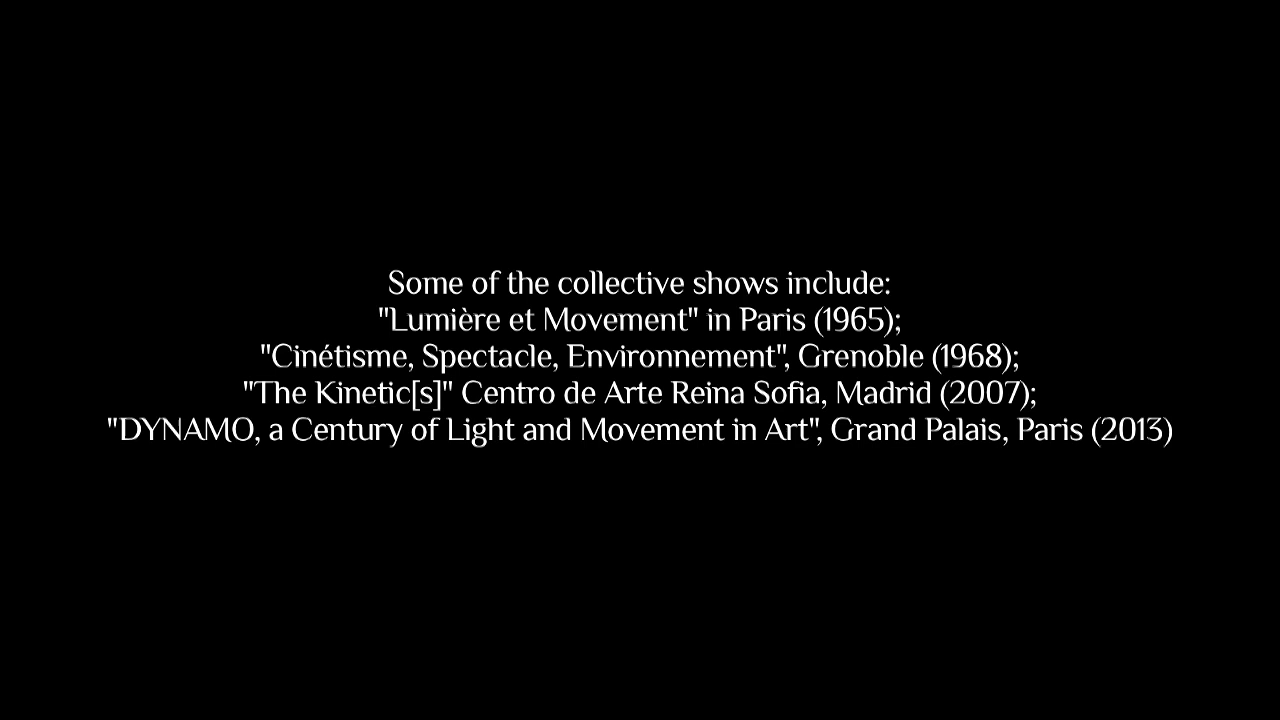 Some of the collective shows include:
"Lumière et Movement" in Paris (1965);
"Cinétisme, Spectacle, Environnement", Grenoble (1968);
"The Kinetic[s]" Centro de Arte Reina Sofia, Madrid (2007);
"DYNAMO, a Century of Light and Movement in Art", Grand Palais, Paris (2013)